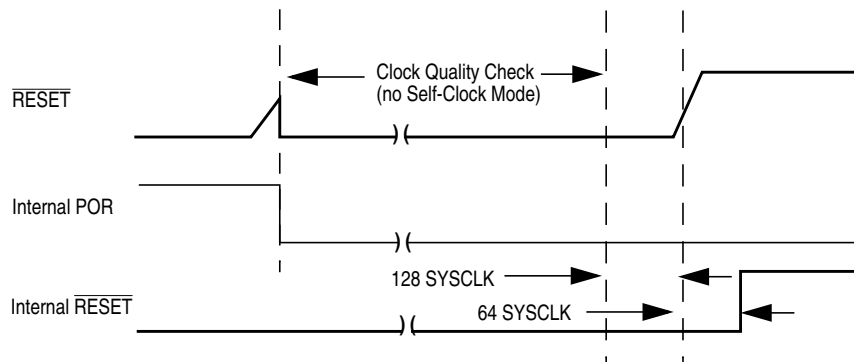 Clock Quality Check
(no Self-Clock Mode)
RESET
Internal POR
128 SYSCLK
Internal RESET
64 SYSCLK